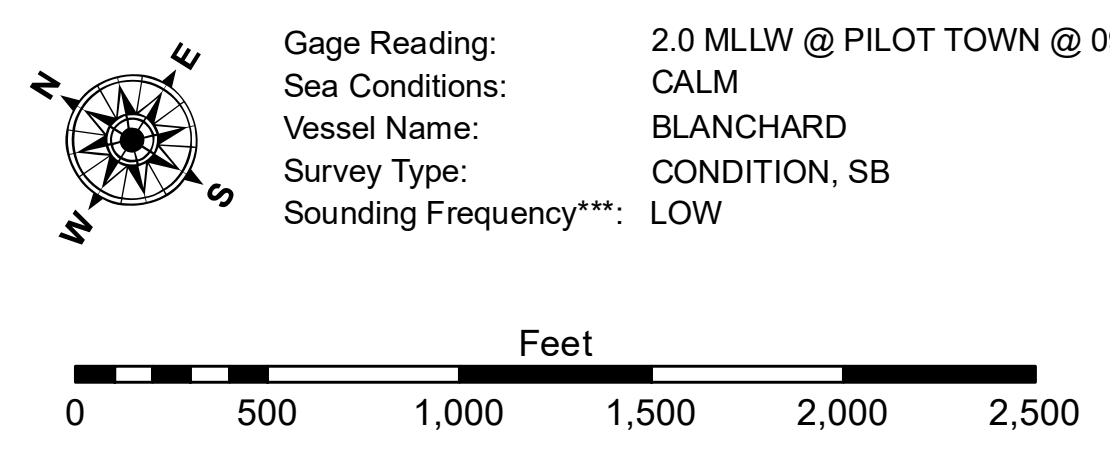 N
E
S
W
Gage Reading: 2.0 MLLW @ PILOT TOWN @
Sea Conditions: CALM
Vessel Name: BLANCHARD
Survey Type: CONDITION, SB
Sounding Frequency***: LOW
Feet
0 500 1,000 1,500 2,000 2,500